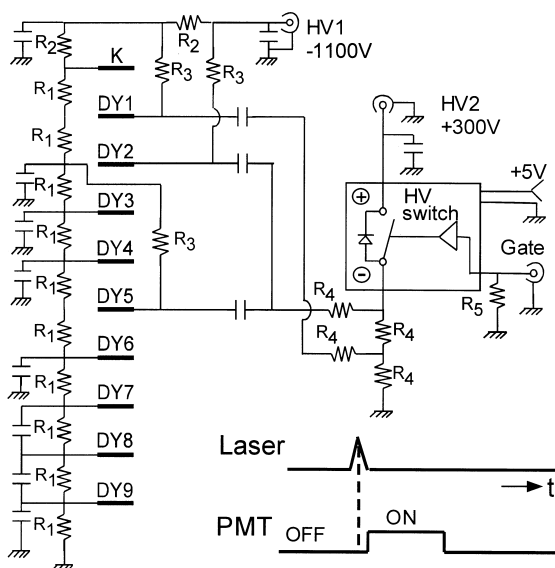 HV1
-1100V
R2
R2
K
R3
R3
R1
DY1
HV2
+300V
R1
DY2
+5V
R1
HV
switch
DY3
R3
Gate
R1
DY4
R1
R4
R5
DY5
R4
R4
R1
DY6
R4
R1
DY7
R1
DY8
Laser
R1
t
DY9
R1
PMT OFF ON